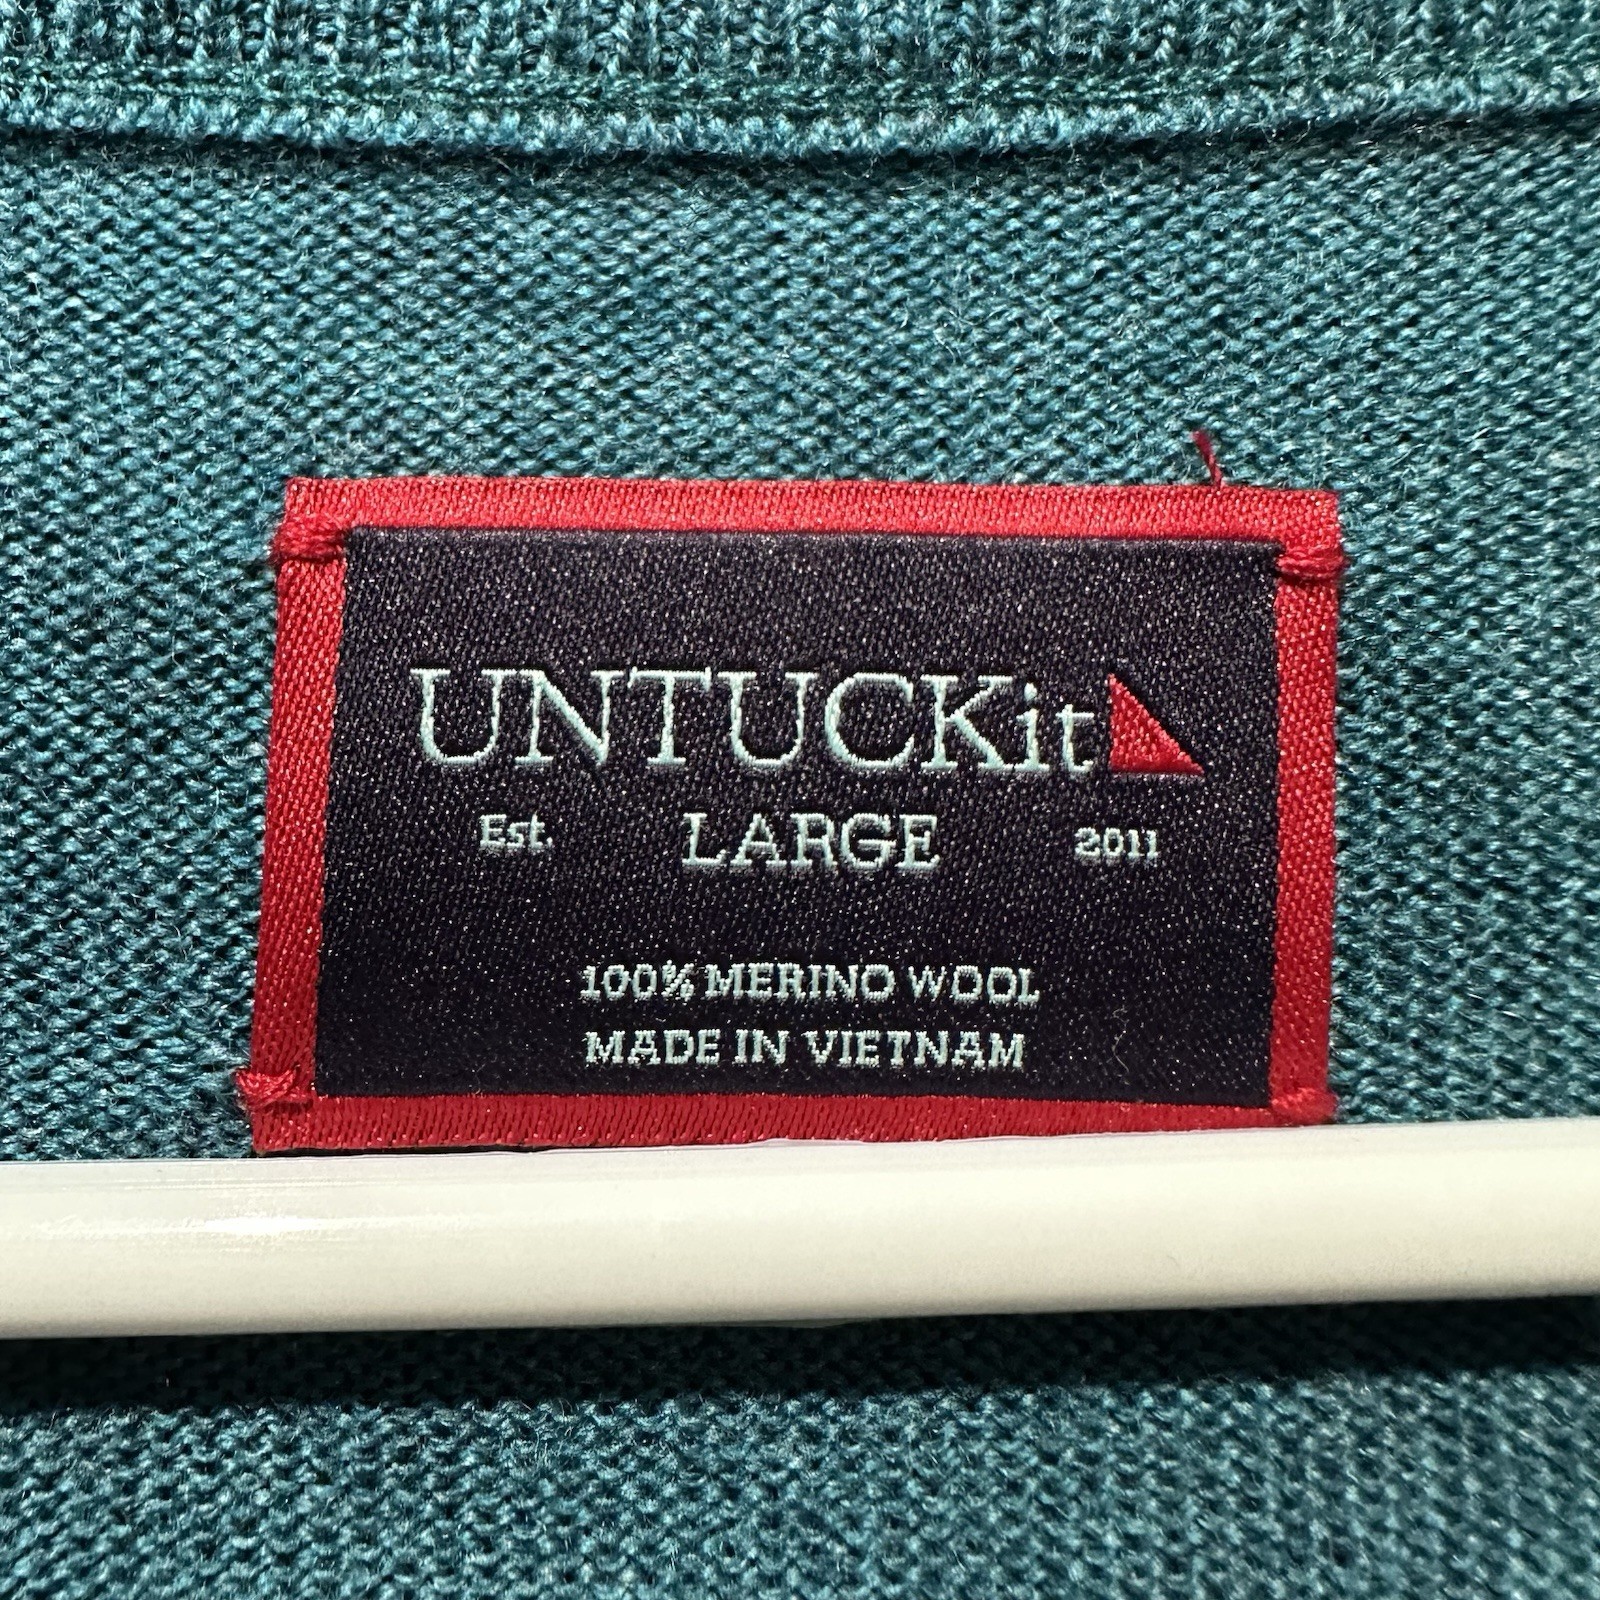 UNTUCKit
Est. LARGE 2011
100% MERINO WOOL
MADE IN VIETNAM